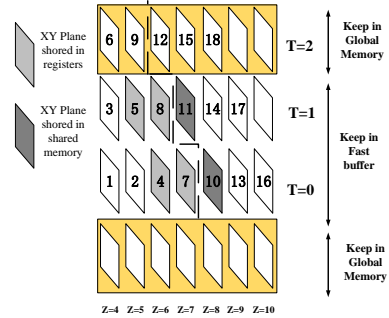 XY Plane
shored in
registers
XY Plane
shored in
shared
memory
6 9 12 15 18
T=2
3 5 8 11 14 17
T=1
1 2 4 7 10 13 16
T=0
Keep in
Global
Memory
Keep in
Fast
buffer
Keep in
Global
Memory
Z=4 Z=5 Z=6 Z=7 Z=8 Z=9 Z=10